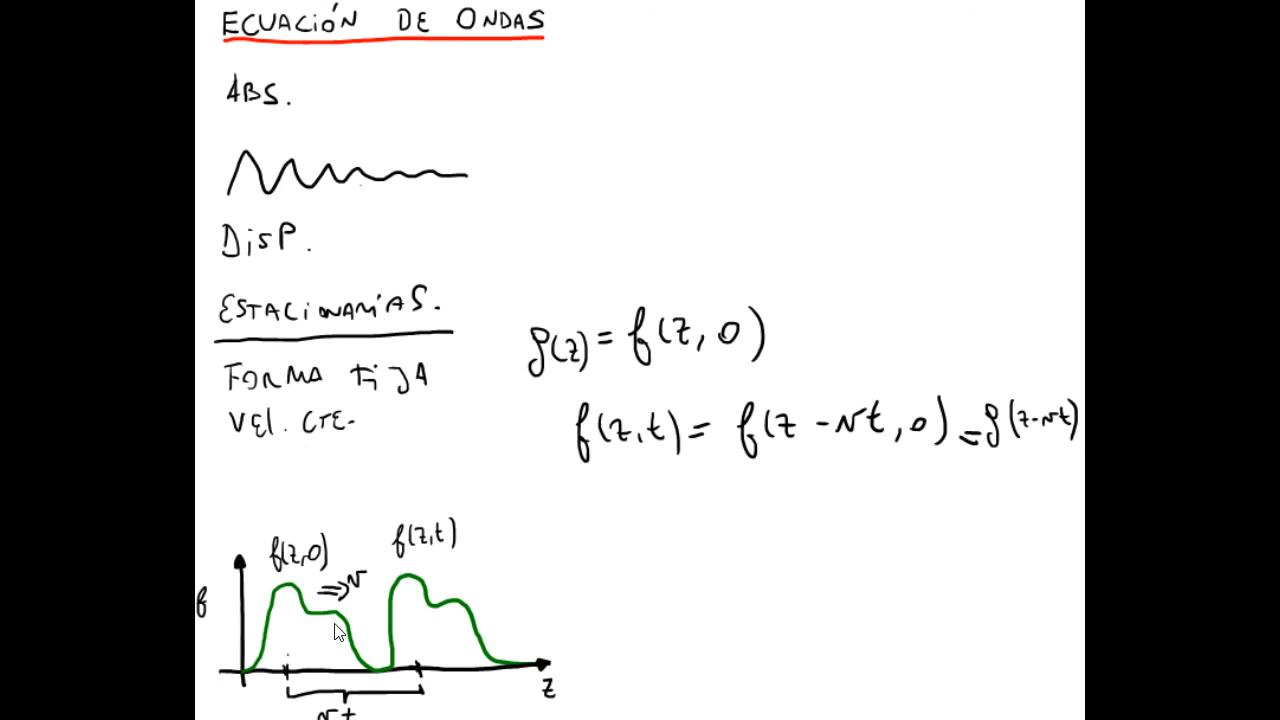 ECUACIÓN DE ONDAS
ABS.
DISP.
ESTACIONARIAS.
g(z) = f(z, 0)
FORMA FIJA
VEl. CTE.
f(z,t) = f(z - vt, 0) = g(z-vt)
f(z,t)
f(z,0)
⇒ v
f
z
vt